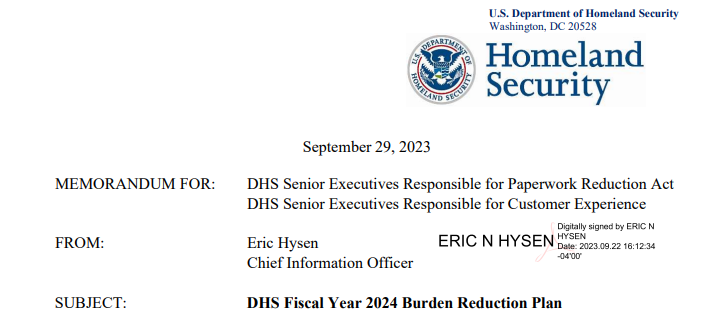 U.S. Department of Homeland Security
Washington, DC 20528
U.S. DEPARTMENT OF
HOMELAND SECURITY
Homeland
Security
September 29, 2023
MEMORANDUM FOR: DHS Senior Executives Responsible for Paperwork Reduction Act
DHS Senior Executives Responsible for Customer Experience
FROM: Eric Hysen
Chief Information Officer
ERIC N HYSEN
Digitally signed by ERIC N
HYSEN
Date: 2023.09.22 16:12:34
-04'00'
SUBJECT: DHS Fiscal Year 2024 Burden Reduction Plan